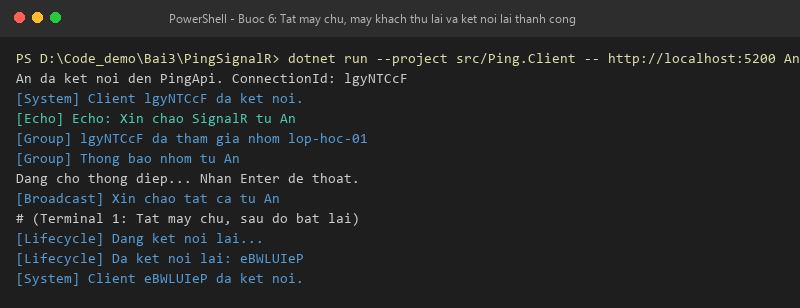 PowerShell - Buoc 6: Tat may chu, may khach thu lai va ket noi lai thanh cong
PS D:\Code_demo\Bai3\PingSignalR> dotnet run --project src/Ping.Client -- http://localhost:5200 An
An da ket noi den PingApi. ConnectionId: lgyNTCcF
[System] Client lgyNTCcF da ket noi.
[Echo] Echo: Xin chao SignalR tu An
[Group] lgyNTCcF da tham gia nhom lop-hoc-01
[Group] Thong bao nhom tu An
Dang cho thong diep... Nhan Enter de thoat.
[Broadcast] Xin chao tat ca tu An
# (Terminal 1: Tat may chu, sau do bat lai)
[Lifecycle] Dang ket noi lai...
[Lifecycle] Da ket noi lai: eBWLUIeP
[System] Client eBWLUIeP da ket noi.